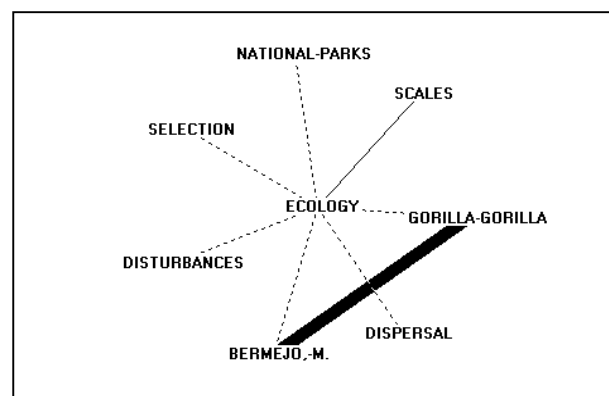 NATIONAL-PARKS
SCALES
SELECTION
ECOLOGY
GORILLA-GORILLA
DISTURBANCES
DISPERSAL
BERMEJO,-M.